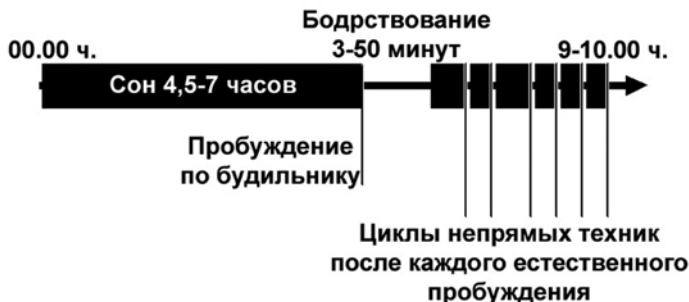 Бодрствование
00.00 ч. 3-50 минут 9-10.00 ч.
Сон 4,5-7 часов
Пробуждение
по будильнику
Циклы непрямых техник
после каждого естественного
пробуждения